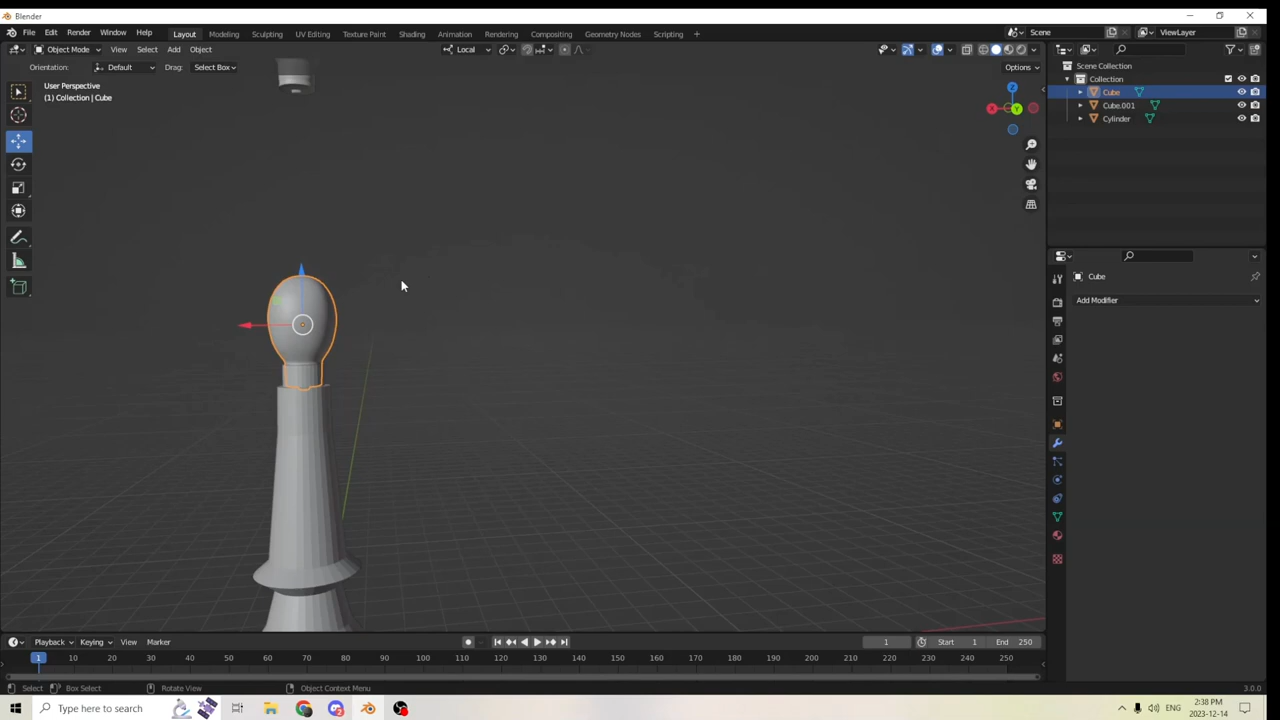 Blender
File Edit Render Window Help Layout Modeling Sculpting UV Editing Texture Paint Shading Animation Rendering Compositing Geometry Nodes Scripting + Scene ViewLayer
Object Mode View Select Add Object Local
Orientation: Default Drag: Select Box Options
User Perspective
(1) Collection | Cube
Z
X Y
Scene Collection
Collection
Cube
Cube.001
Cylinder
Cube
Add Modifier
Playback Keying View Marker 1 Start 1 End 250
1 10 20 30 40 50 60 70 80 90 100 110 120 130 140 150 160 170 180 190 200 210 220 230 240 250
Select Box Select Rotate View Object Context Menu 3.0.0
Type here to search ENG 2:38 PM
2023-12-14